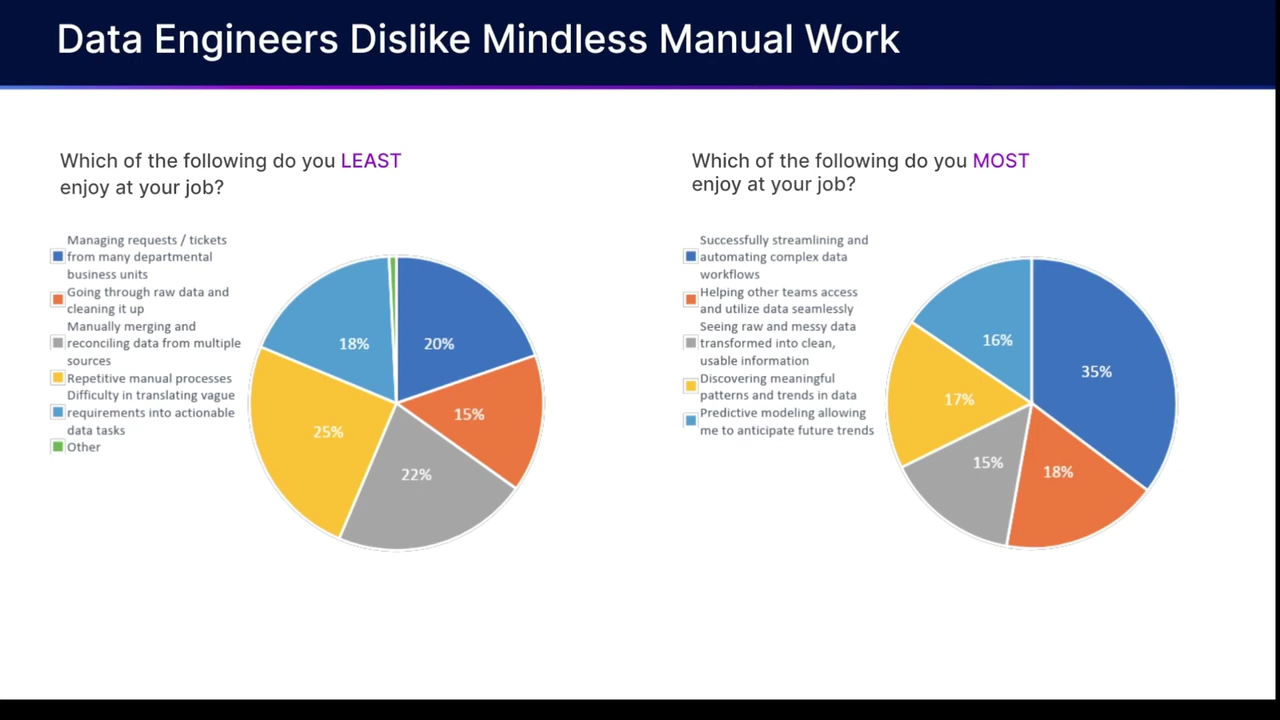 Data Engineers Dislike Mindless Manual Work
Which of the following do you LEAST
enjoy at your job?
Managing requests / tickets
from many departmental
business units
Going through raw data and
cleaning it up
Manually merging and
reconciling data from multiple
sources
Repetitive manual processes
Difficulty in translating vague
requirements into actionable
data tasks
Other
20%
15%
22%
25%
18%
Which of the following do you MOST
enjoy at your job?
Successfully streamlining and
automating complex data
workflows
Helping other teams access
and utilize data seamlessly
Seeing raw and messy data
transformed into clean,
usable information
Discovering meaningful
patterns and trends in data
Predictive modeling allowing
me to anticipate future trends
35%
18%
15%
17%
16%